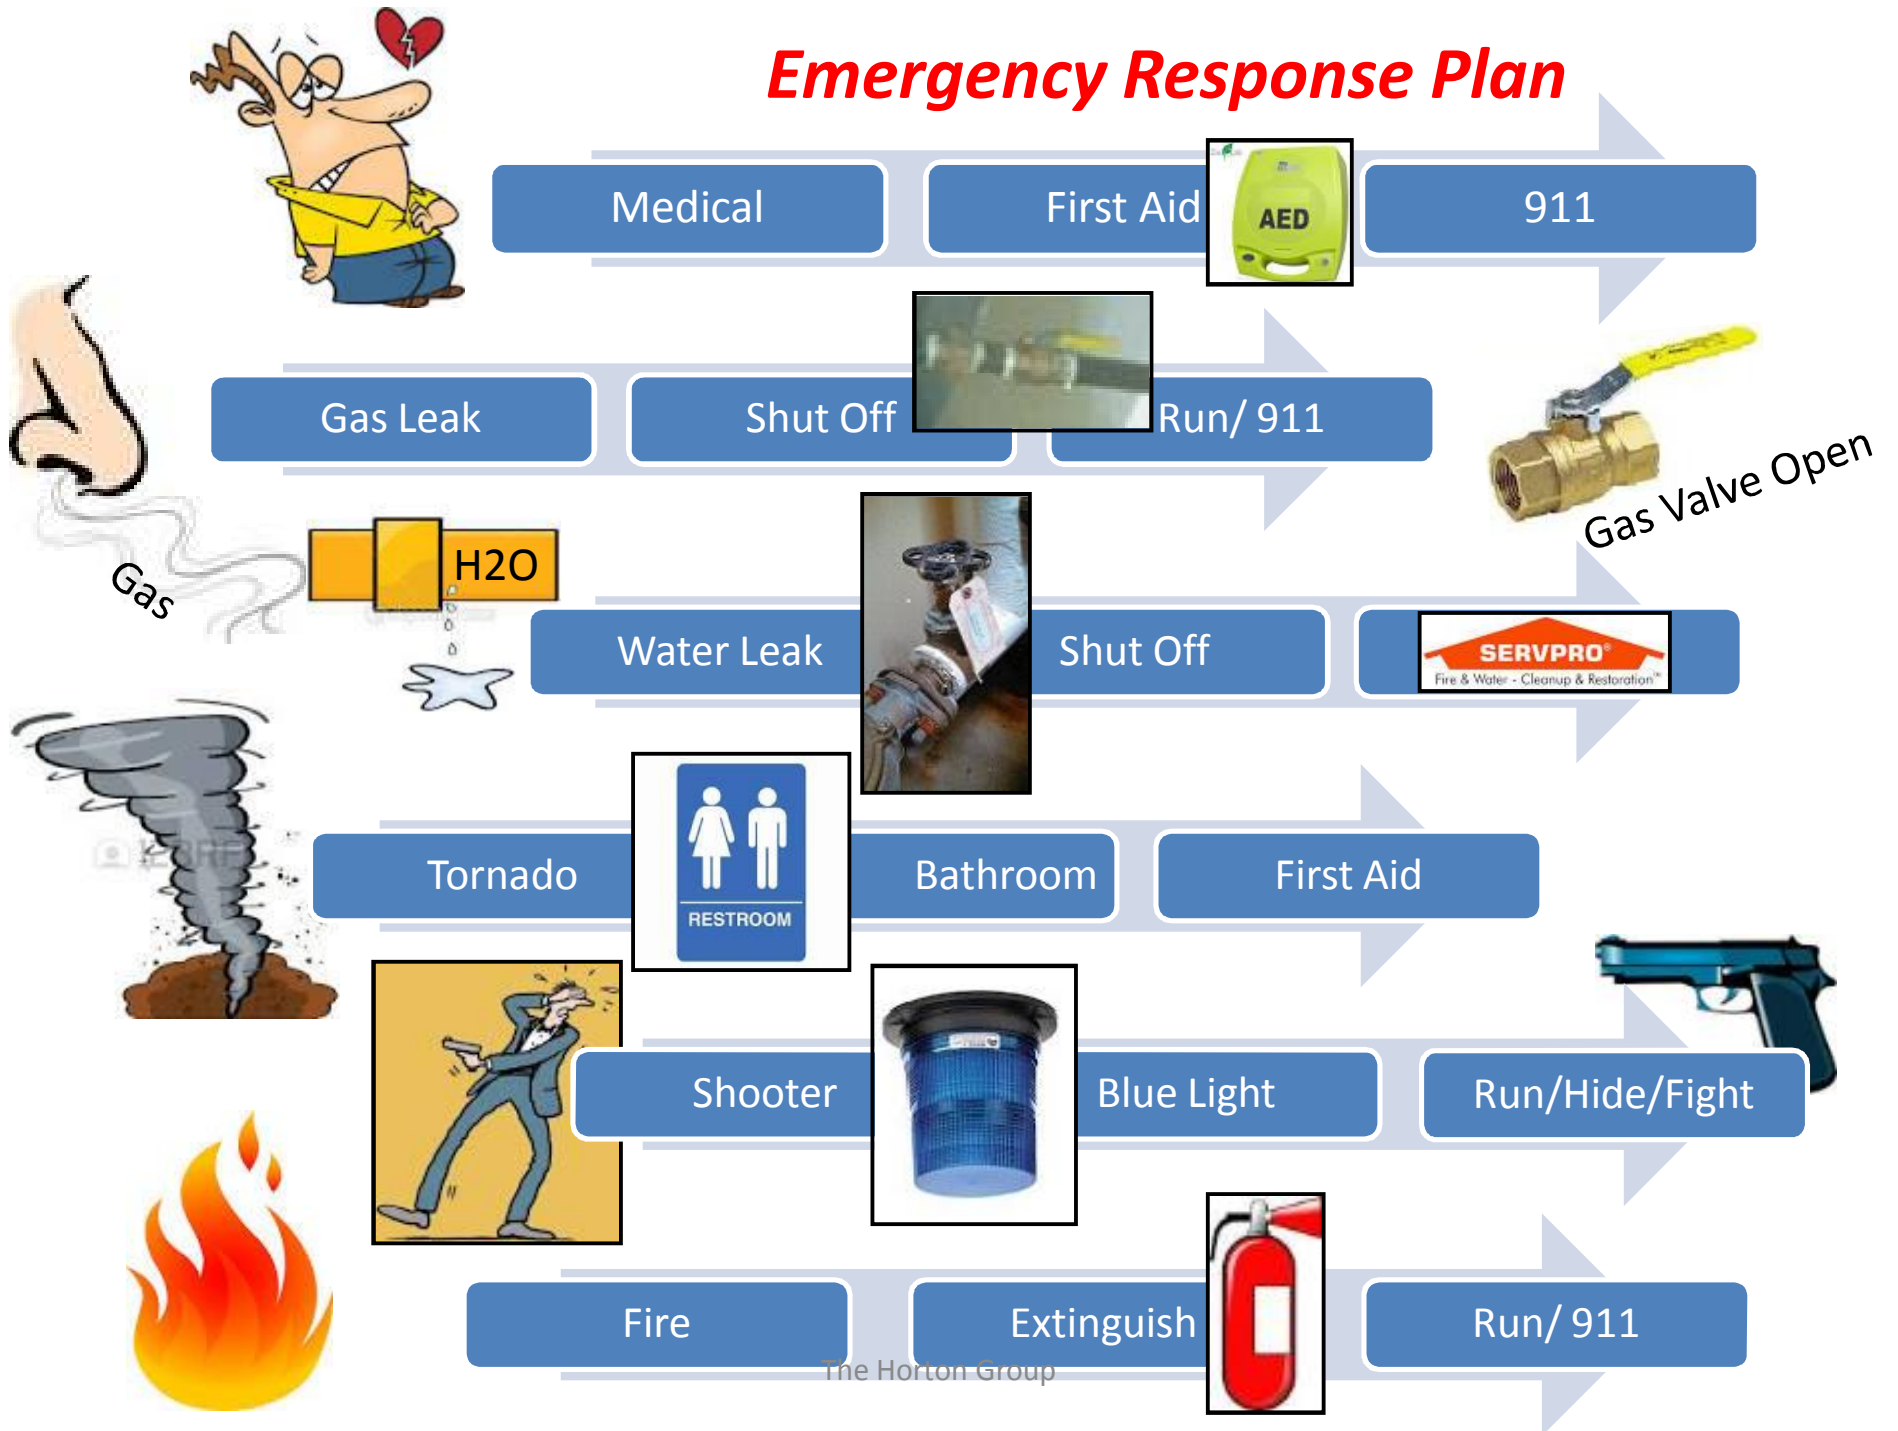 Emergency Response Plan
Medical
First Aid
AED
911
Gas Leak
Shut Off
Run/ 911
Gas Valve Open
Gas
H2O
Water Leak
Shut Off
SERVPRO®
Fire & Water - Cleanup & Restoration™
Tornado
RESTROOM
Bathroom
First Aid
Shooter
Blue Light
Run/Hide/Fight
Fire
Extinguish
Run/ 911
The Horton Group